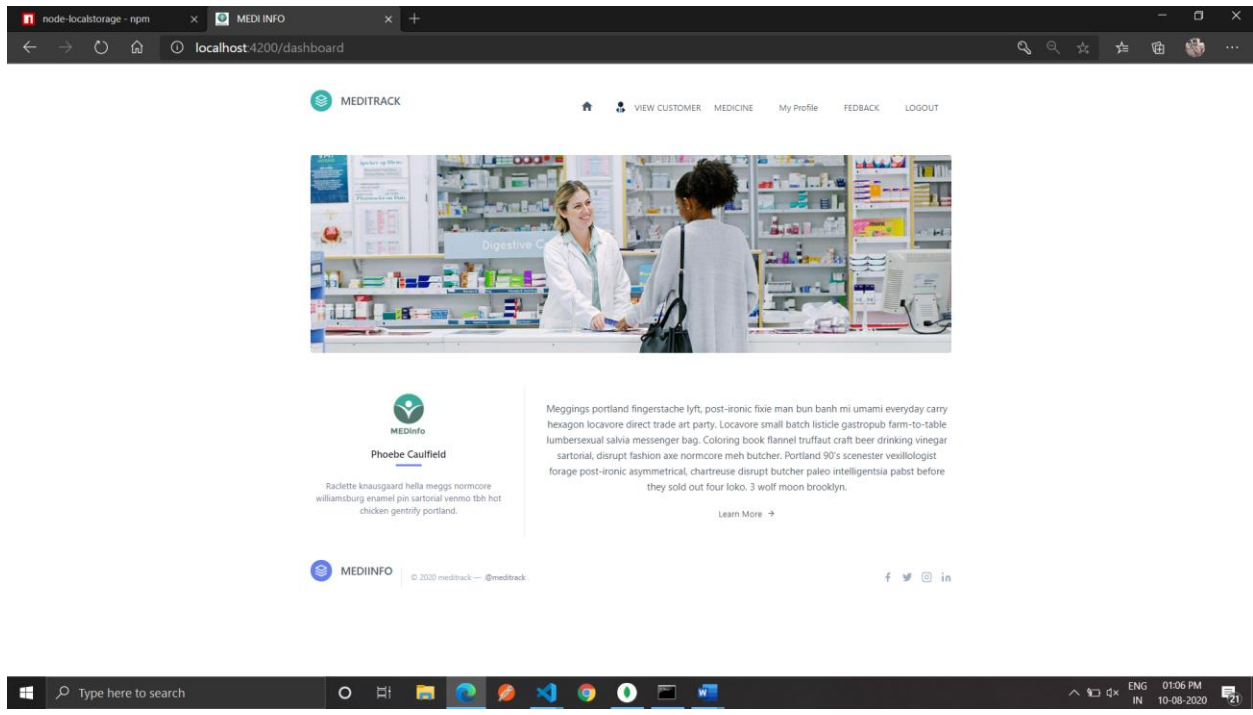 node-localstorage - npm
MEDI INFO
localhost:4200/dashboard
MEDITRACK
VIEW CUSTOMER MEDICINE My Profile FEDBACK LOGOUT
Digestive C
MEDInfo
Phoebe Caulfield
Raclette knausgaard hella meggs normcore
williamsburg enamel pin sartorial venmo tbh hot
chicken gentrify portland.
Meggings portland fingerstache lyft, post-ironic fixie man bun banh mi umami everyday carry
hexagon locavore direct trade art party. Locavore small batch listicle gastropub farm-to-table
lumbersexual salvia messenger bag. Coloring book flannel truffaut craft beer drinking vinegar
sartorial, disrupt fashion axe normcore meh butcher. Portland 90's scenester vexillologist
forage post-ironic asymmetrical, chartreuse disrupt butcher paleo intelligentsia pabst before
they sold out four loko. 3 wolf moon brooklyn.
Learn More →
MEDIINFO
© 2020 meditrack — @meditrack
Type here to search
ENG
IN
01:06 PM
10-08-2020
21